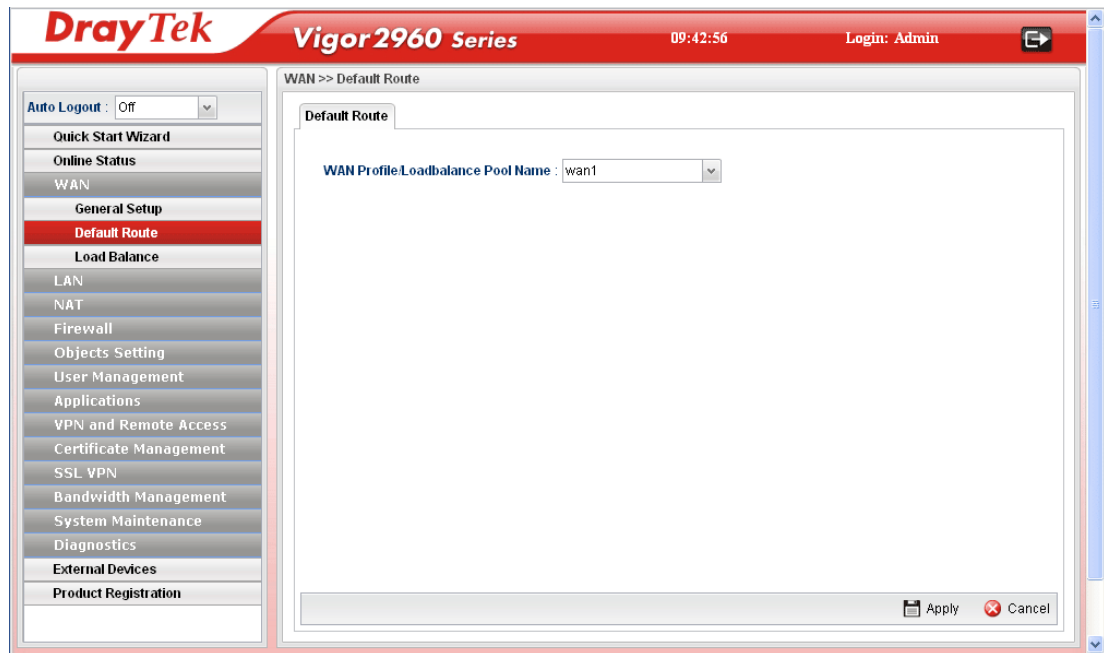 DrayTek
Vigor2960 Series
09:42:56
Login: Admin
WAN >> Default Route
Auto Logout : Off
Quick Start Wizard
Online Status
WAN
General Setup
Default Route
Load Balance
LAN
NAT
Firewall
Objects Setting
User Management
Applications
VPN and Remote Access
Certificate Management
SSL VPN
Bandwidth Management
System Maintenance
Diagnostics
External Devices
Product Registration
Default Route
WAN Profile/Loadbalance Pool Name : wan1
Apply
Cancel